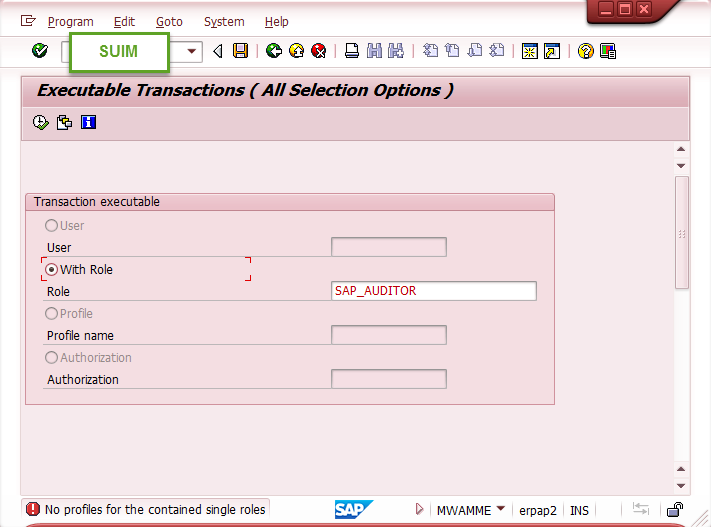 Program Edit Goto System Help
SUIM
Executable Transactions ( All Selection Options )
Transaction executable
User
User
With Role
Role SAP_AUDITOR
Profile
Profile name
Authorization
Authorization
No profiles for the contained single roles SAP MWAMME erpap2 INS